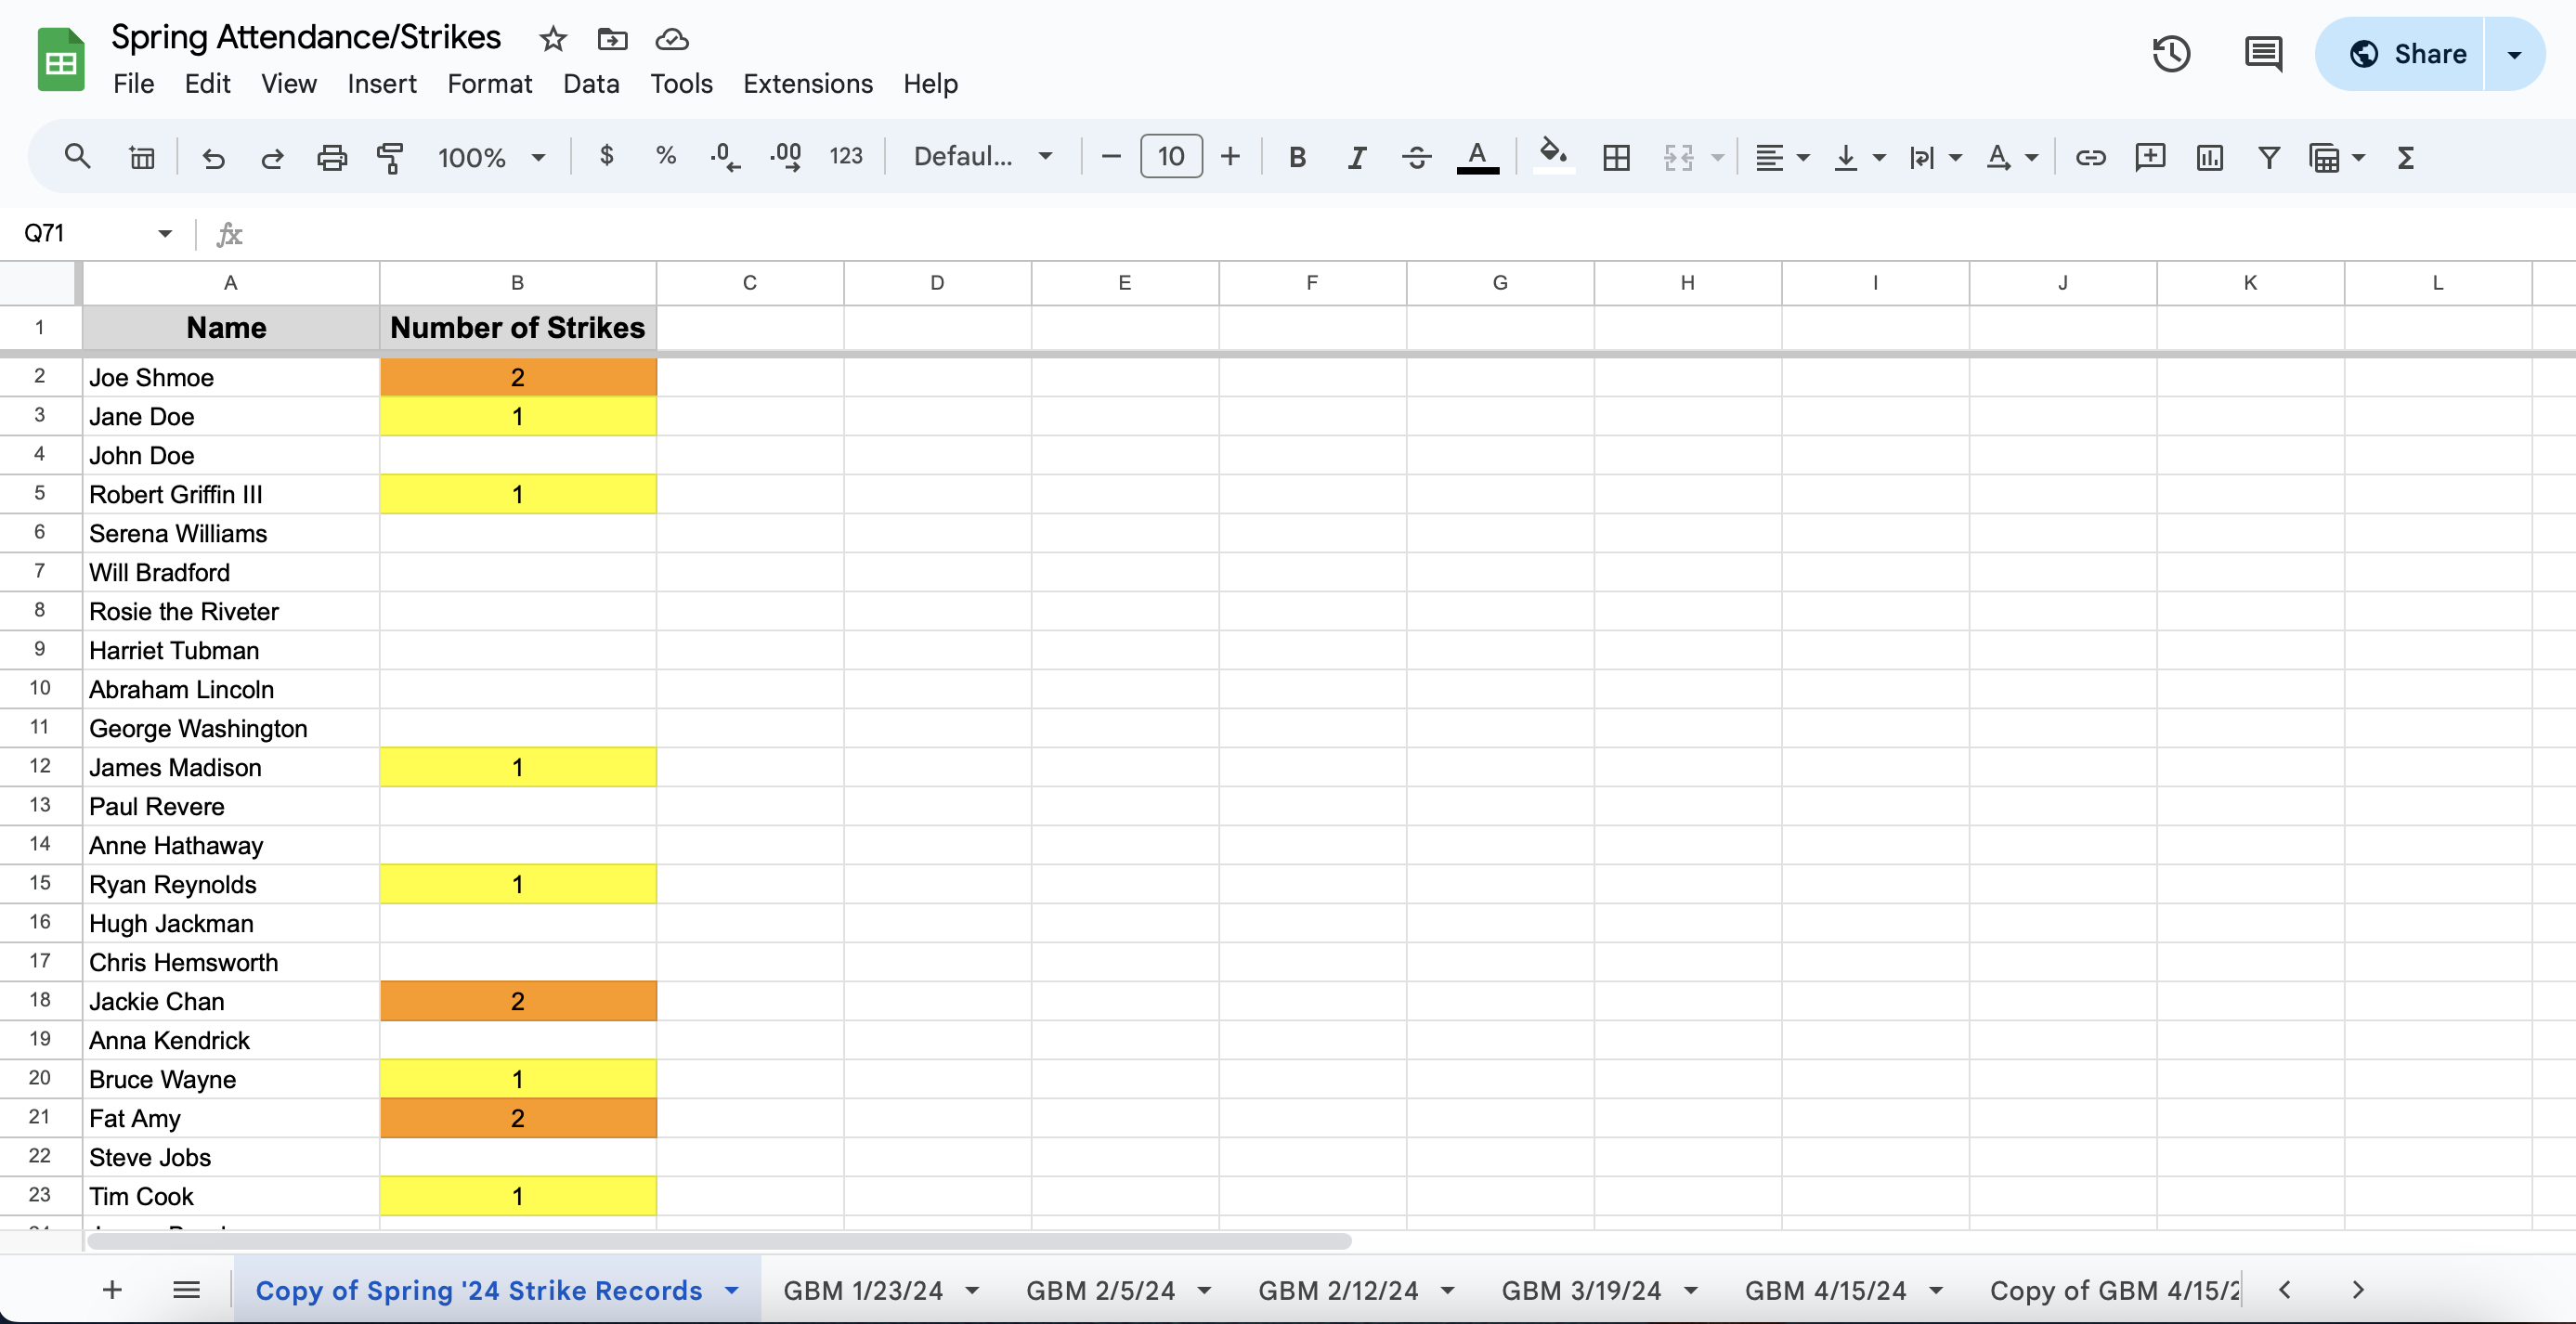 Spring Attendance/Strikes
File Edit View Insert Format Data Tools Extensions Help
Share
100% $ % .0 .00 123 Defaul... 10 B I A
Q71 fx
A B C D E F G H I J K L
1 Name Number of Strikes
2 Joe Shmoe 2
3 Jane Doe 1
4 John Doe
5 Robert Griffin III 1
6 Serena Williams
7 Will Bradford
8 Rosie the Riveter
9 Harriet Tubman
10 Abraham Lincoln
11 George Washington
12 James Madison 1
13 Paul Revere
14 Anne Hathaway
15 Ryan Reynolds 1
16 Hugh Jackman
17 Chris Hemsworth
18 Jackie Chan 2
19 Anna Kendrick
20 Bruce Wayne 1
21 Fat Amy 2
22 Steve Jobs
23 Tim Cook 1
Copy of Spring '24 Strike Records GBM 1/23/24 GBM 2/5/24 GBM 2/12/24 GBM 3/19/24 GBM 4/15/24 Copy of GBM 4/15/2